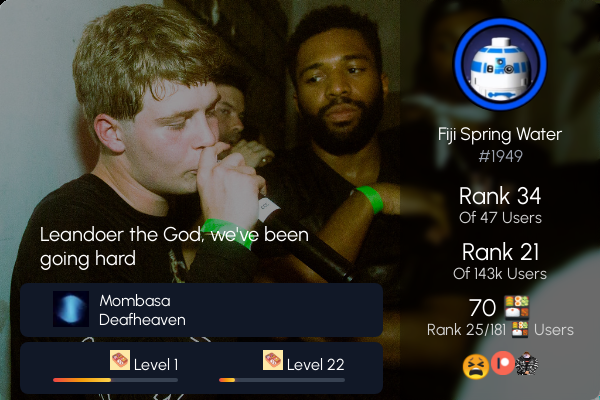 Leandoer the God, we've been
going hard
Mombasa
Deafheaven
Level 1
Level 22
Fiji Spring Water
#1949
Rank 34
Of 47 Users
Rank 21
Of 143k Users
70
Rank 25/181 Users